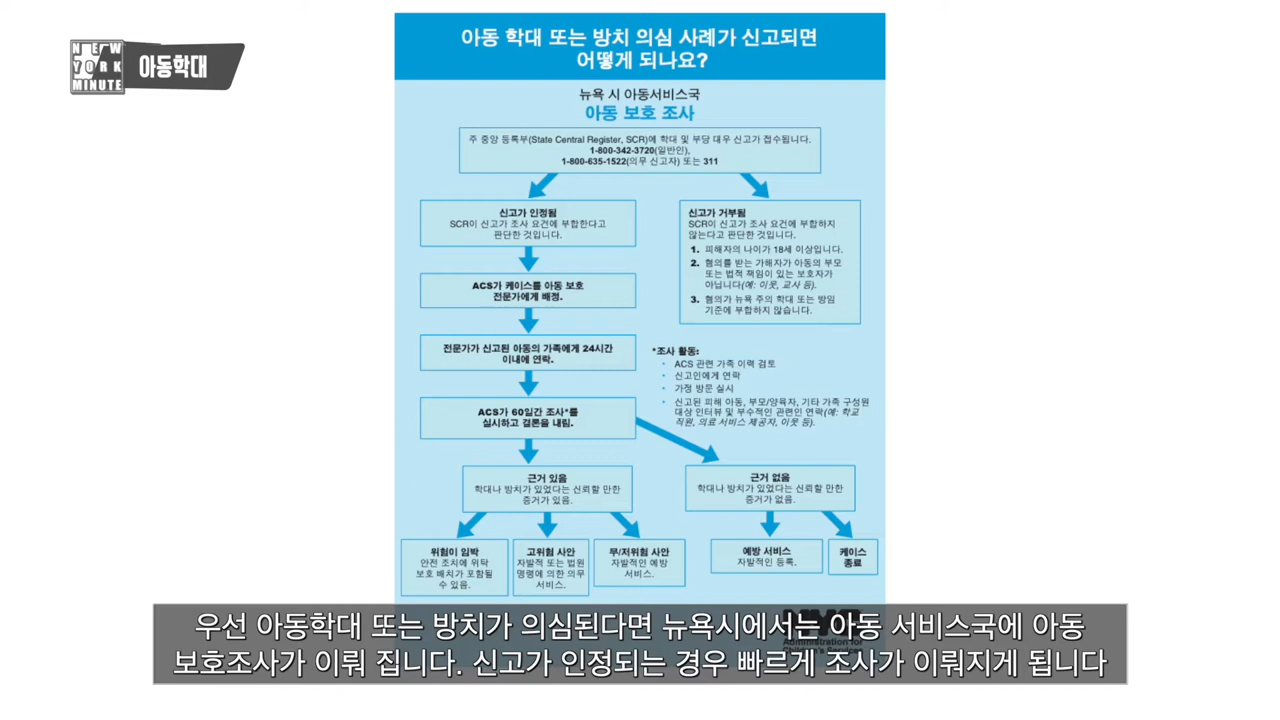 NEW
YORK
MINUTE
아동학대
아동 학대 또는 방치 의심 사례가 신고되면
어떻게 되나요?
뉴욕 시 아동서비스국
아동 보호 조사
주 중앙 등록부(State Central Register, SCR)에 학대 및 부당 대우 신고가 접수됩니다.
1-800-342-3720(일반인),
1-800-635-1522(의무 신고자) 또는 311
신고가 인정됨
SCR이 신고가 조사 요건에 부합한다고
판단한 것입니다.
신고가 거부됨
SCR이 신고가 조사 요건에 부합하지
않는다고 판단한 것입니다.
1. 피해자의 나이가 18세 이상입니다.
2. 혐의를 받는 가해자가 아동의 부모
또는 법적 책임이 있는 보호자가
아닙니다(예: 이웃, 교사 등).
3. 혐의가 뉴욕 주의 학대 또는 방임
기준에 부합하지 않습니다.
ACS가 케이스를 아동 보호
전문가에게 배정.
전문가가 신고된 아동의 가족에게 24시간
이내에 연락.
*조사 활동:
• ACS 관련 가족 이력 검토
• 신고인에게 연락
• 가정 방문 실시
• 신고된 피해 아동, 부모/양육자, 기타 가족 구성원
대상 인터뷰 및 부수적인 관련인 연락(예: 학교
직원, 의료 서비스 제공자, 이웃 등).
ACS가 60일간 조사*를
실시하고 결론을 내림.
근거 있음
학대나 방치가 있었다는 신뢰할 만한
증거가 있음.
근거 없음
학대나 방치가 있었다는 신뢰할 만한
증거가 없음.
위험이 임박
안전 조치에 위탁
보호 배치가 포함될
수 있음.
고위험 사안
자발적 또는 법원
명령에 의한 의무
서비스.
무/저위험 사안
자발적인 예방
서비스.
예방 서비스
자발적인 등록.
케이스
종료
NYC
Administration for
Children's Services
우선 아동학대 또는 방치가 의심된다면 뉴욕시에서는 아동 서비스국에 아동
보호조사가 이뤄 집니다. 신고가 인정되는 경우 빠르게 조사가 이뤄지게 됩니다